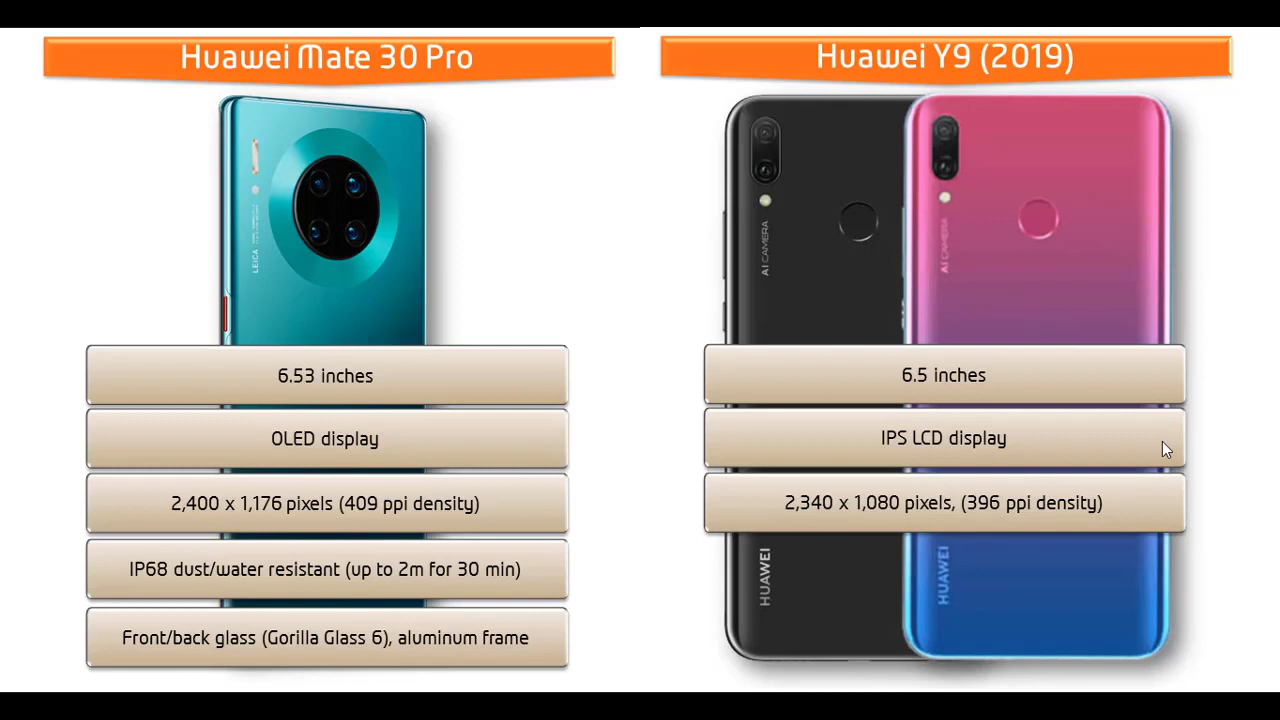 Huawei Mate 30 Pro
6.53 inches
OLED display
2,400 x 1,176 pixels (409 ppi density)
IP68 dust/water resistant (up to 2m for 30 min)
Front/back glass (Gorilla Glass 6), aluminum frame
LEICA
Huawei Y9 (2019)
6.5 inches
IPS LCD display
2,340 x 1,080 pixels, (396 ppi density)
AI CAMERA
AI CAMERA
HUAWEI
HUAWEI